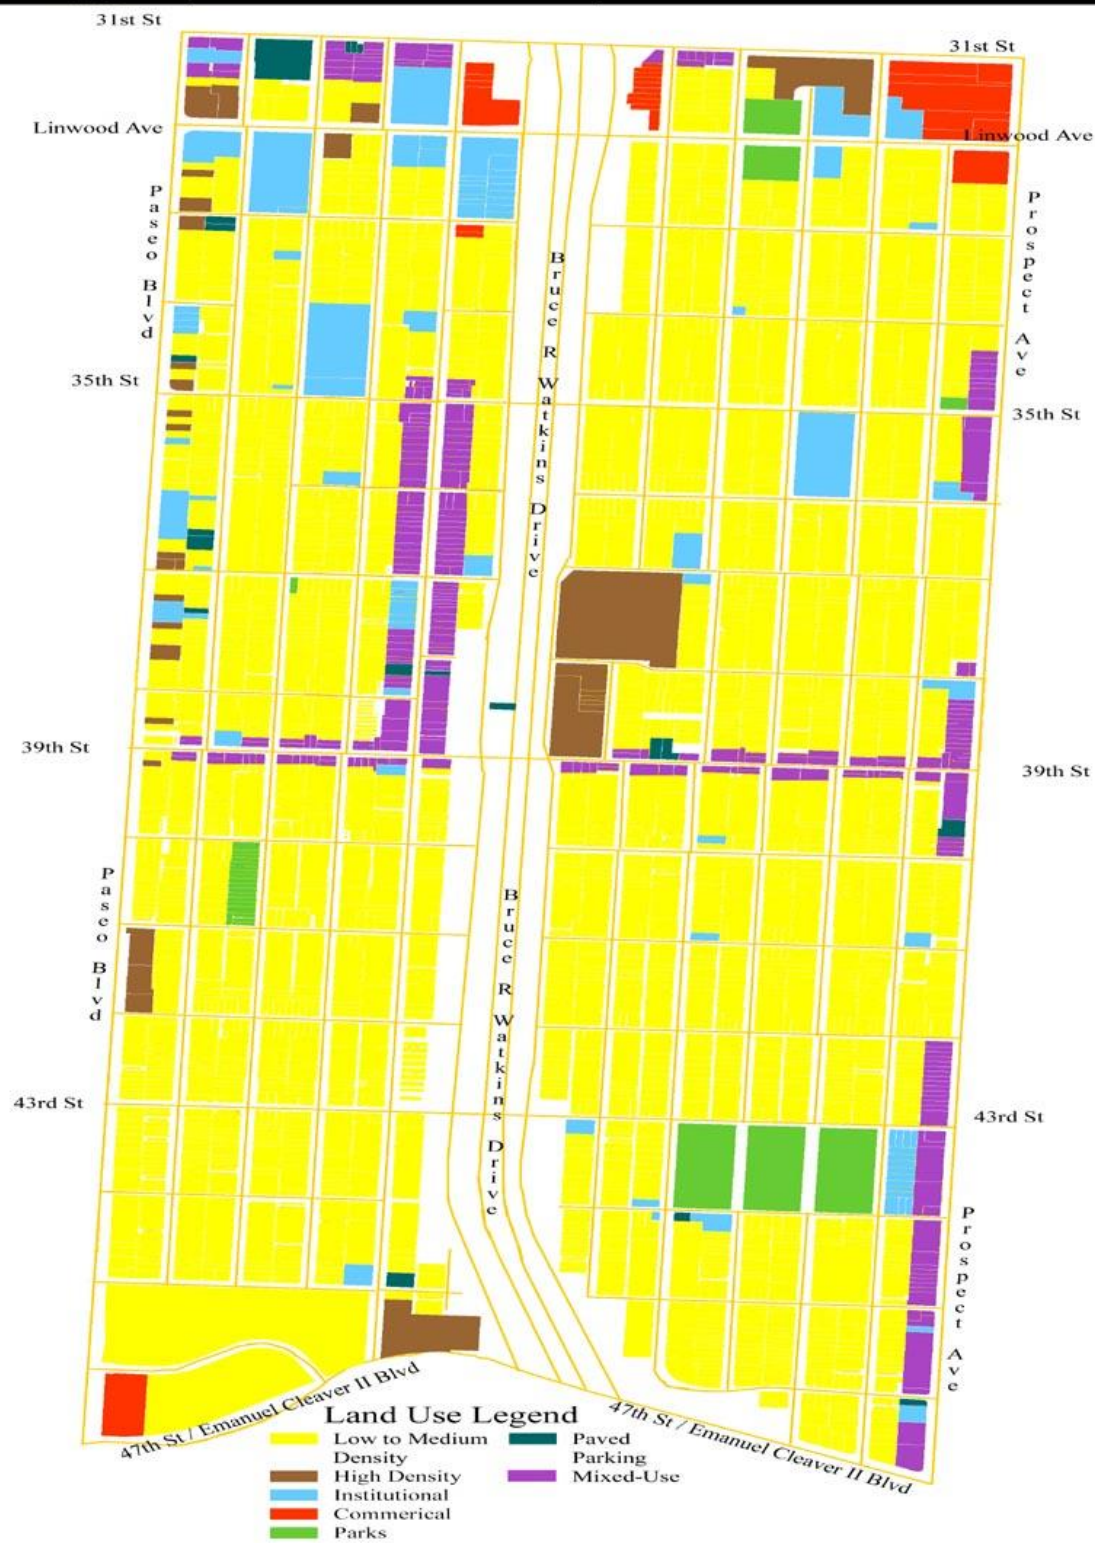 31st St
31st St
Linwood Ave
Linwood Ave
Paseo Blvd
Prospect Ave
Bruce R Watkins Drive
35th St
35th St
39th St
39th St
Paseo Blvd
Bruce R Watkins Drive
43rd St
43rd St
Prospect Ave
47th St / Emanuel Cleaver II Blvd
47th St / Emanuel Cleaver II Blvd
Land Use Legend
Low to Medium
Density
High Density
Institutional
Commerical
Parks
Paved
Parking
Mixed-Use